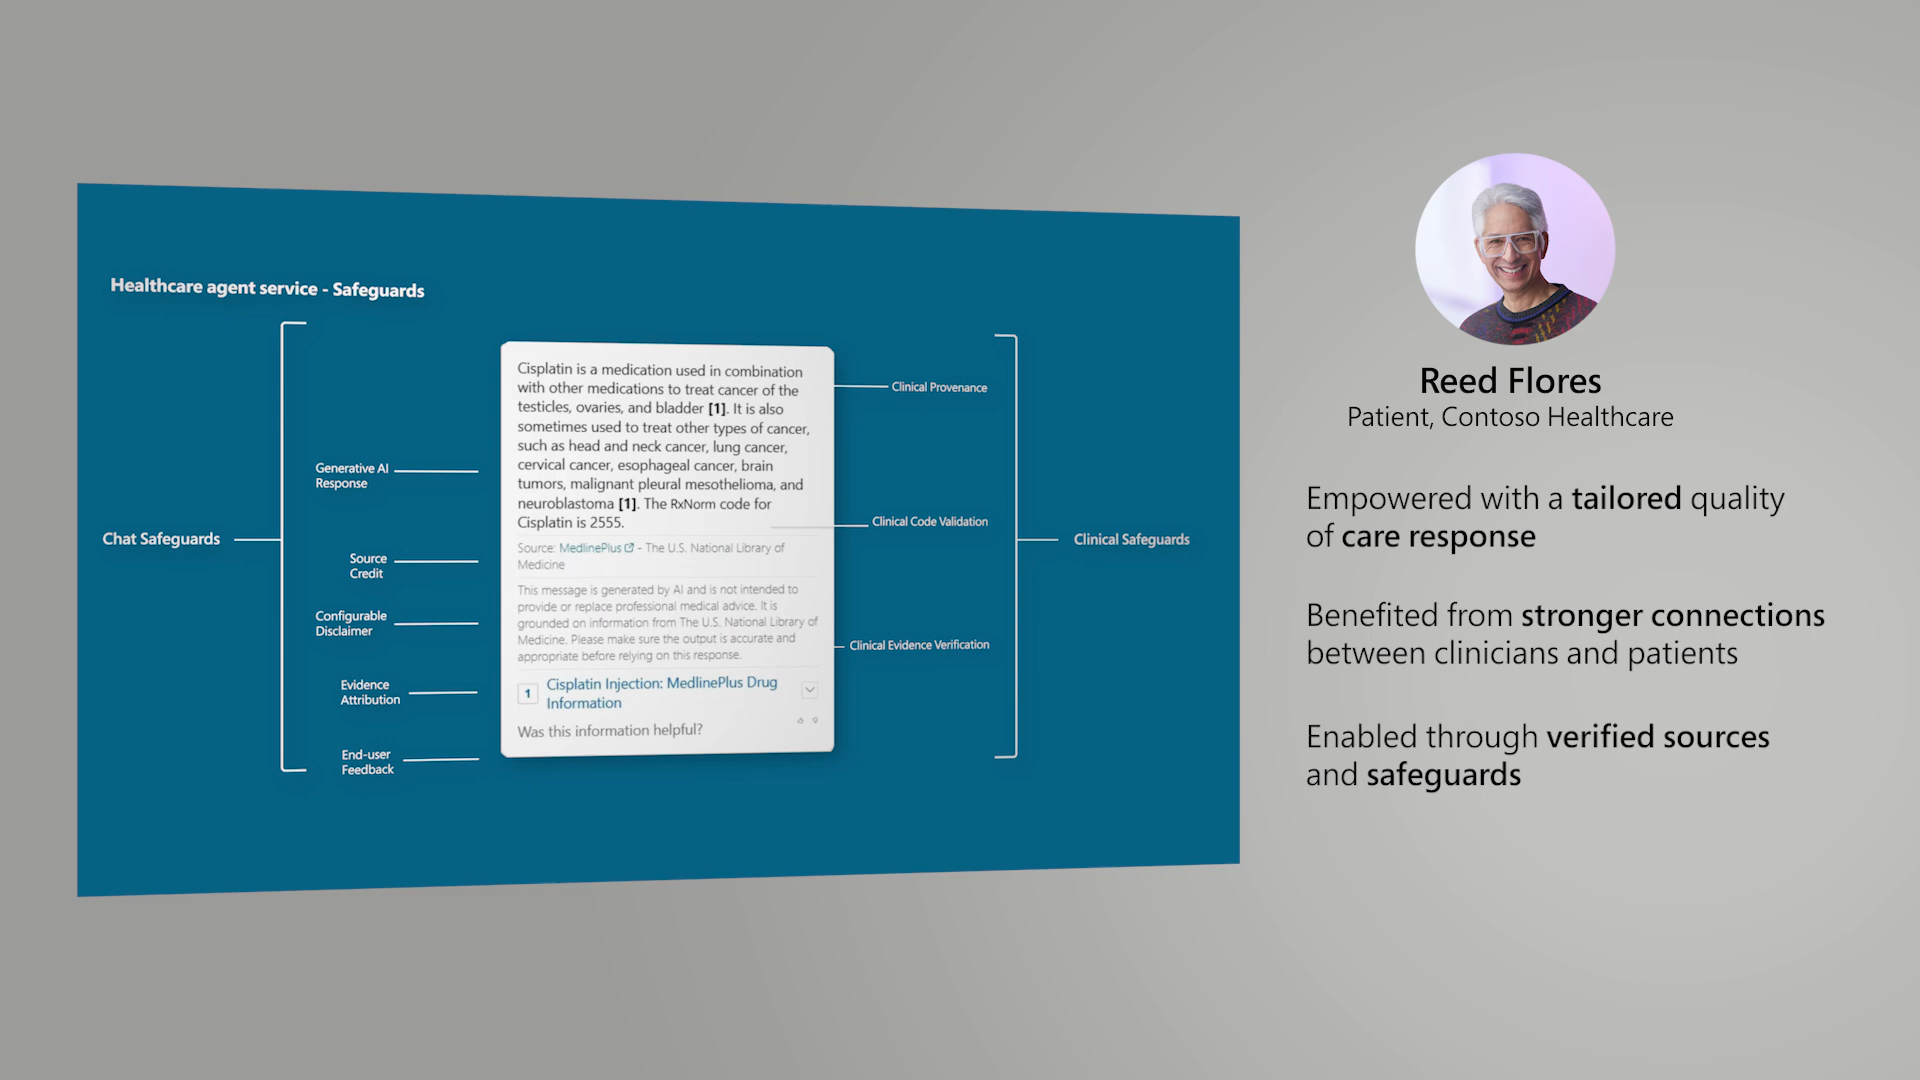 Healthcare agent service - Safeguards
Chat Safeguards
Generative AI
Response
Source
Credit
Configurable
Disclaimer
Evidence
Attribution
End-user
Feedback
Cisplatin is a medication used in combination
with other medications to treat cancer of the
testicles, ovaries, and bladder [1]. It is also
sometimes used to treat other types of cancer,
such as head and neck cancer, lung cancer,
cervical cancer, esophageal cancer, brain
tumors, malignant pleural mesothelioma, and
neuroblastoma [1]. The RxNorm code for
Cisplatin is 2555.
Source: MedlinePlus - The U.S. National Library of
Medicine
This message is generated by AI and is not intended to
provide or replace professional medical advice. It is
grounded on information from The U.S. National Library of
Medicine. Please make sure the output is accurate and
appropriate before relying on this response.
1 Cisplatin Injection: MedlinePlus Drug
Information
Was this information helpful?
Clinical Provenance
Clinical Code Validation
Clinical Evidence Verification
Clinical Safeguards
Reed Flores
Patient, Contoso Healthcare
Empowered with a tailored quality
of care response
Benefited from stronger connections
between clinicians and patients
Enabled through verified sources
and safeguards